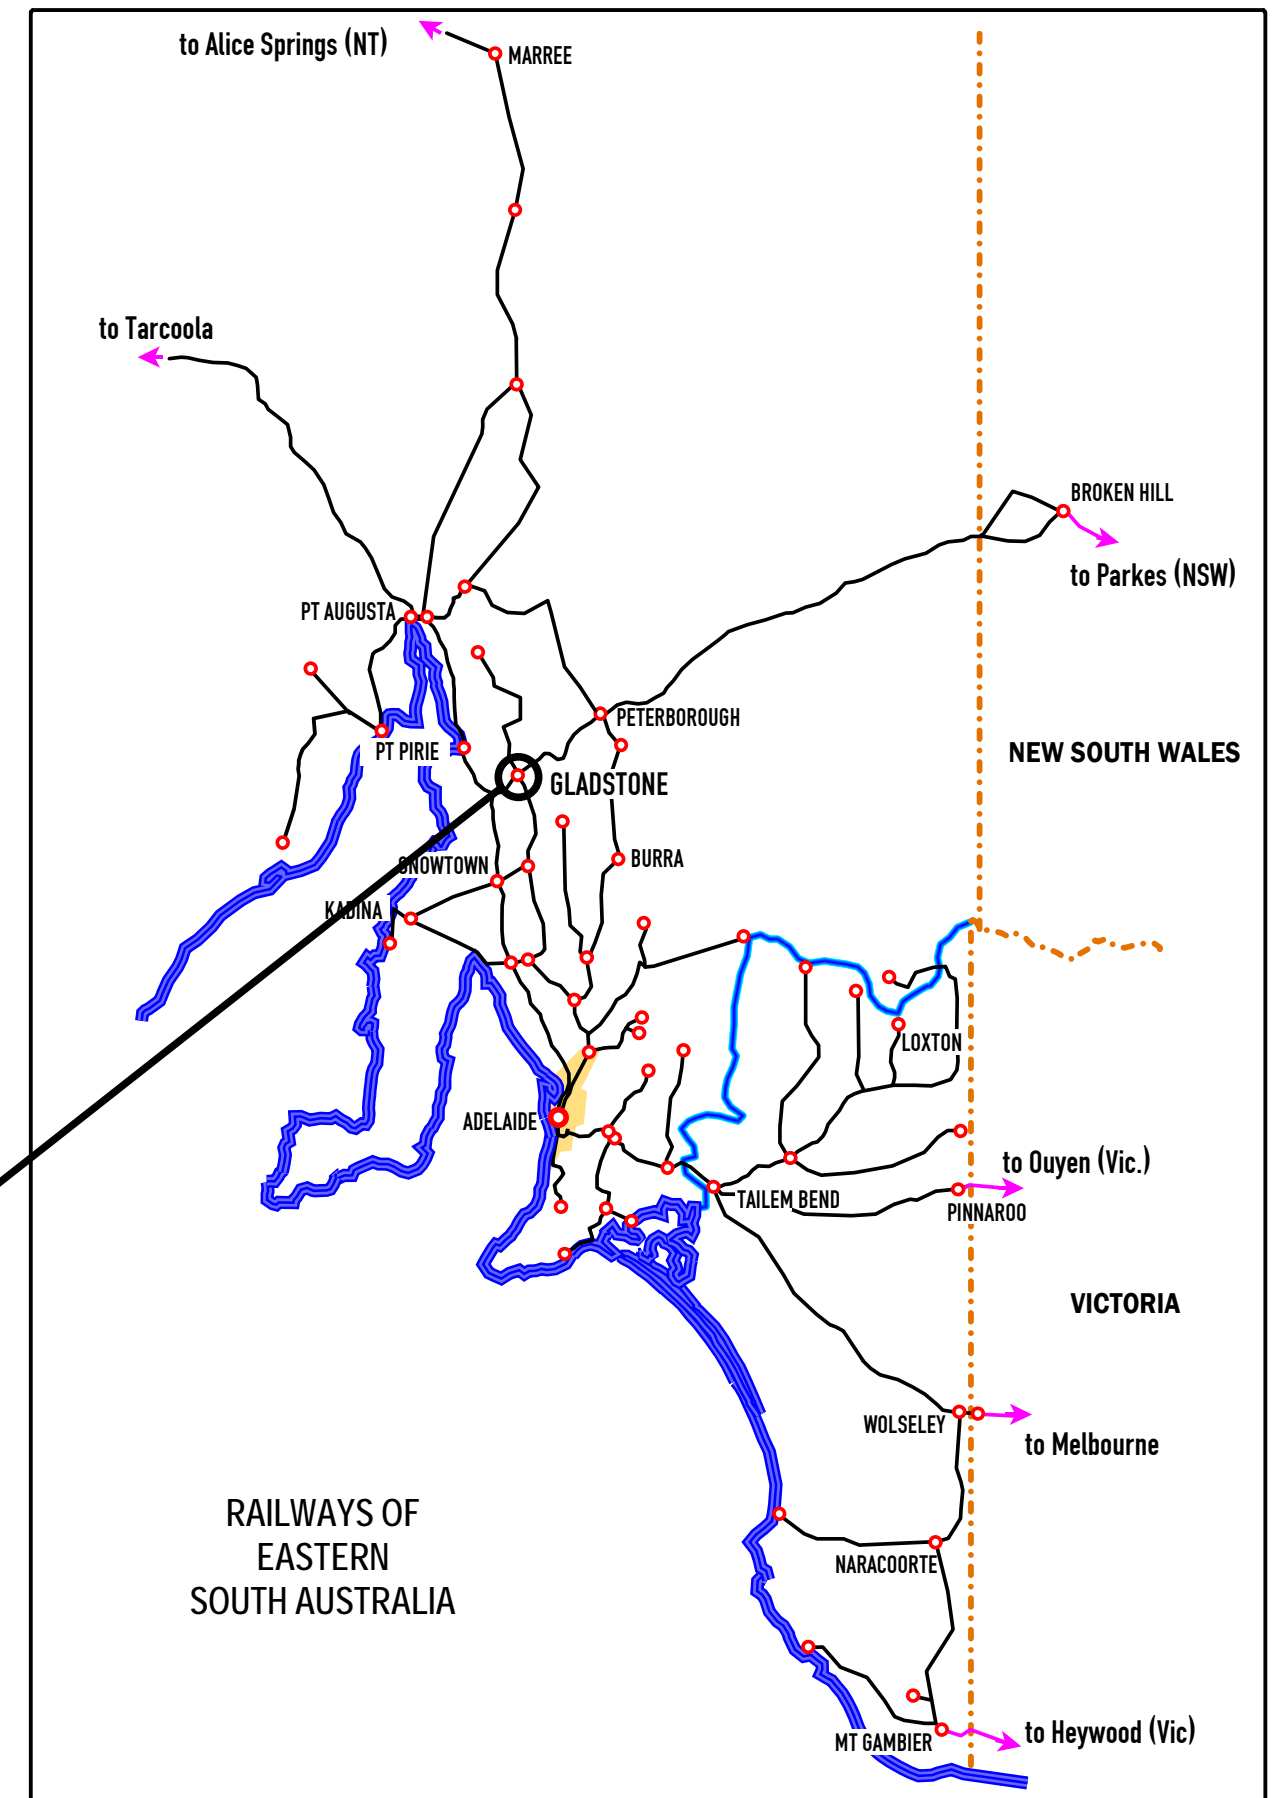 to Alice Springs (NT)
MARREE
to Tarcoola
BROKEN HILL
to Parkes (NSW)
PT AUGUSTA
PETERBOROUGH
PT PIRIE
NEW SOUTH WALES
GLADSTONE
SNOWTOWN
BURRA
KADINA
LOXTON
ADELAIDE
to Ouyen (Vic.)
TAILEM BEND
PINNAROO
VICTORIA
WOLSELEY
to Melbourne
RAILWAYS OF
EASTERN
SOUTH AUSTRALIA
NARACOORTE
MT GAMBIER
to Heywood (Vic)